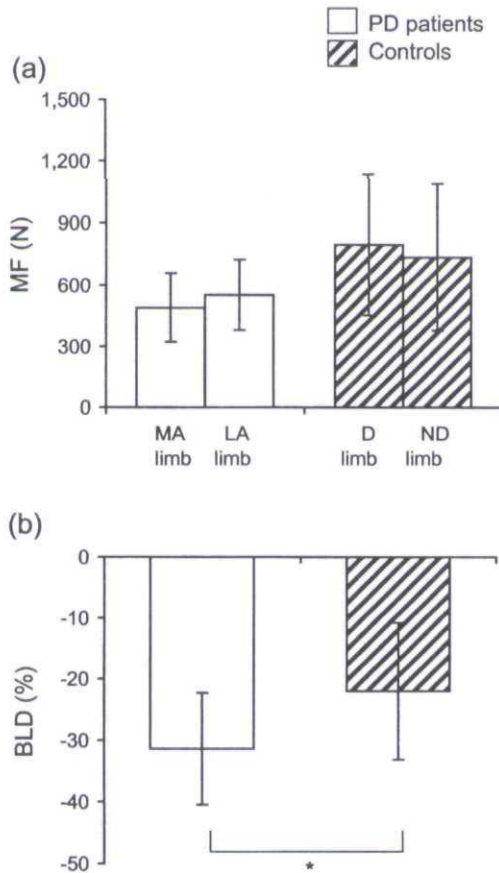 PD patients
Controls
(a)
1,500
1,200
900
600
300
0
MF (N)
MA limb
LA limb
D limb
ND limb
(b)
0
-10
-20
-30
-40
-50
BLD (%)
*